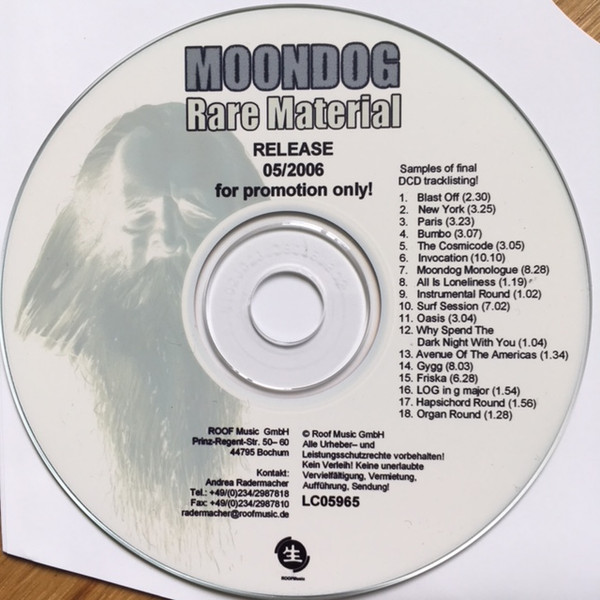 MOONDOG
Rare Material
RELEASE
05/2006
for promotion only!
Samples of final
DCD tracklisting!
1. Blast Off (2.30)
2. New York (3.25)
3. Paris (3.23)
4. Bumbo (3.07)
5. The Cosmicode (3.05)
6. Invocation (10.10)
7. Moondog Monologue (8.28)
8. All Is Loneliness (1.19)
9. Instrumental Round (1.02)
10. Surf Session (7.02)
11. Oasis (3.04)
12. Why Spend The
Dark Night With You (1.04)
13. Avenue Of The Americas (1.34)
14. Gygg (8.03)
15. Friska (6.28)
16. LOG in g major (1.54)
17. Hapsichord Round (1.56)
18. Organ Round (1.28)
ROOF Music GmbH
Prinz-Regent-Str. 50– 60
44795 Bochum
Kontakt:
Andrea Radermacher
Tel.: +49/(0)234/2987818
Fax: +49/(0)234/2987810
radermacher@roofmusic.de
© Roof Music GmbH
Alle Urheber– und
Leistungsschutzrechte vorbehalten!
Kein Verleih! Keine unerlaubte
Vervielfältigung, Vermietung,
Aufführung, Sendung!
LC05965
生
ROOFMusic